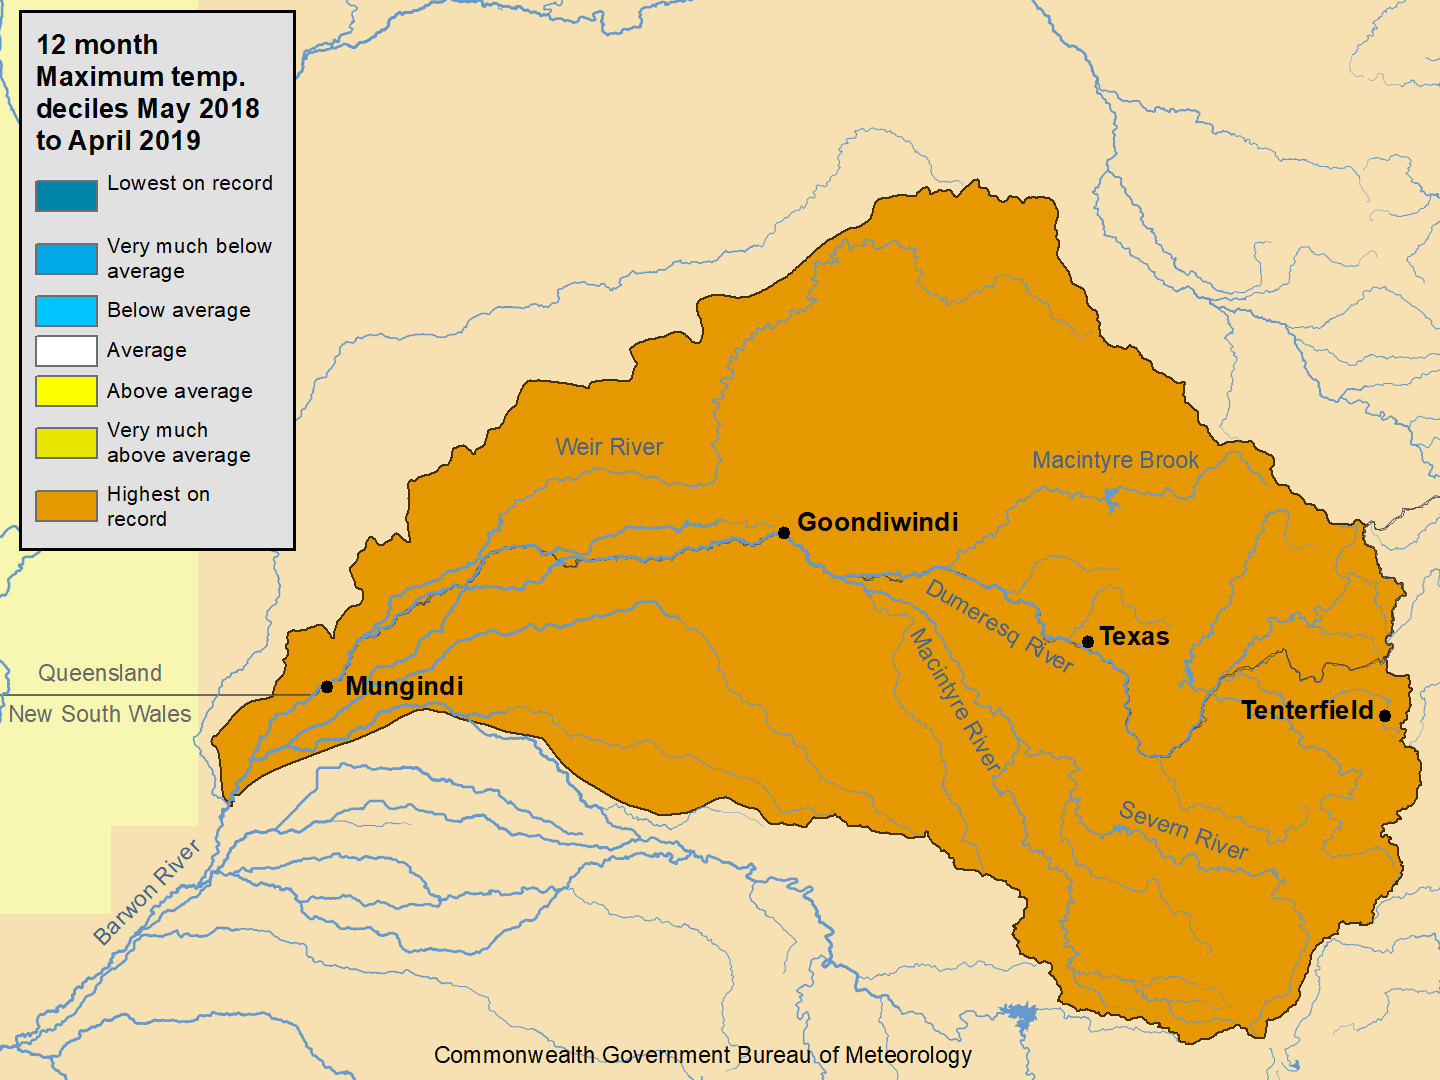 12 month
Maximum temp.
deciles May 2018
to April 2019
Lowest on record
Very much below
average
Below average
Average
Above average
Very much
above average
Highest on
record
Weir River
Macintyre Brook
Goondiwindi
Dumeresq River
Texas
Macintyre River
Queensland
Mungindi
New South Wales
Tenterfield
Severn River
Barwon River
Commonwealth Government Bureau of Meteorology